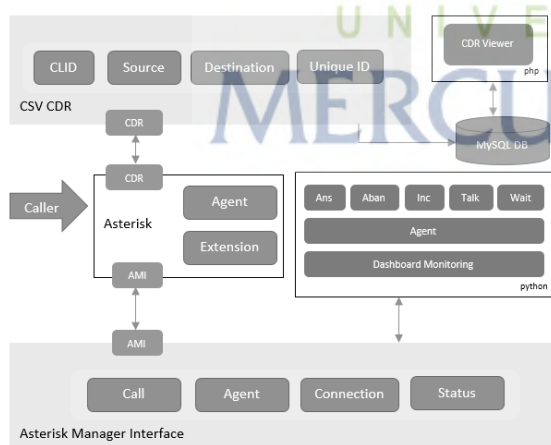 UNIVE
MERCU
CLID
Source
Destination
Unique ID
CSV CDR
CDR Viewer
php
MySQL DB
CDR
CDR
Caller
Asterisk
Agent
Extension
AMI
Ans
Aban
Inc
Talk
Wait
Agent
Dashboard Monitoring
python
AMI
Call
Agent
Connection
Status
Asterisk Manager Interface